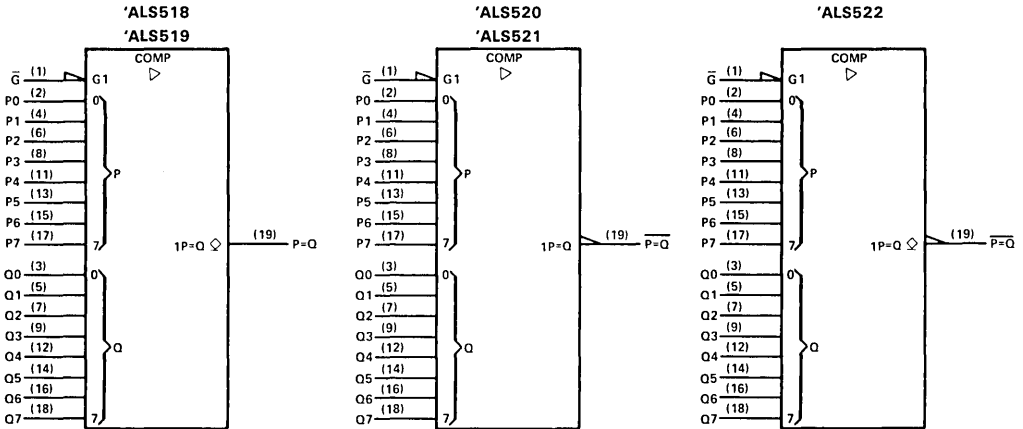 'ALS518
'ALS519
COMP
▷
G̅ (1) G1
P0 (2) 0
P1 (4)
P2 (6)
P3 (8) P
P4 (11)
P5 (13)
P6 (15)
P7 (17) 7 1P=Q (19) P=Q
Q0 (3) 0
Q1 (5)
Q2 (7)
Q3 (9)
Q4 (12) Q
Q5 (14)
Q6 (16)
Q7 (18) 7
'ALS520
'ALS521
COMP
▷
G̅ (1) G1
P0 (2) 0
P1 (4)
P2 (6)
P3 (8) P
P4 (11)
P5 (13)
P6 (15)
P7 (17) 7 1P=Q (19) P̅=̅Q̅
Q0 (3) 0
Q1 (5)
Q2 (7)
Q3 (9)
Q4 (12) Q
Q5 (14)
Q6 (16)
Q7 (18) 7
'ALS522
COMP
▷
G̅ (1) G1
P0 (2) 0
P1 (4)
P2 (6)
P3 (8) P
P4 (11)
P5 (13)
P6 (15)
P7 (17) 7 1P=Q (19) P̅=̅Q̅
Q0 (3) 0
Q1 (5)
Q2 (7)
Q3 (9)
Q4 (12) Q
Q5 (14)
Q6 (16)
Q7 (18) 7